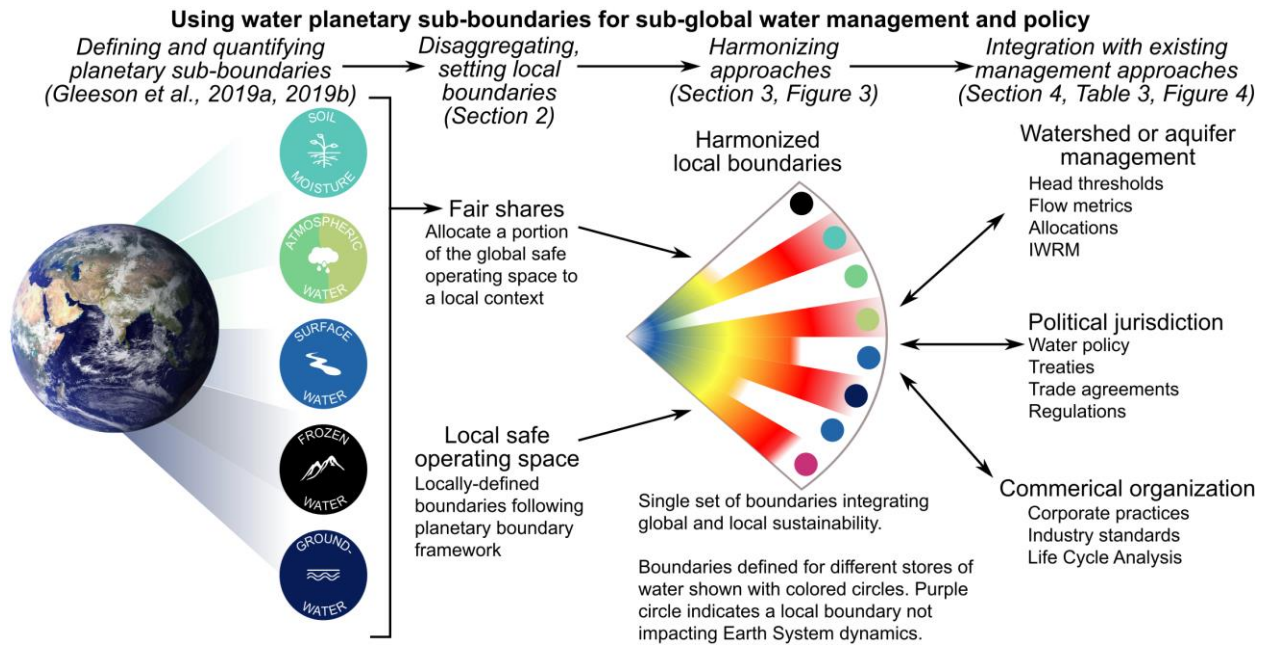 Using water planetary sub-boundaries for sub-global water management and policy
Defining and quantifying
planetary sub-boundaries
(Gleeson et al., 2019a, 2019b)
Disaggregating,
setting local
boundaries
(Section 2)
Harmonizing
approaches
(Section 3, Figure 3)
Integration with existing
management approaches
(Section 4, Table 3, Figure 4)
SOIL
MOISTURE
ATMOSPHERIC
WATER
SURFACE
WATER
FROZEN
WATER
GROUND-
WATER
Fair shares
Allocate a portion
of the global safe
operating space to
a local context
Local safe
operating space
Locally-defined
boundaries following
planetary boundary
framework
Harmonized
local boundaries
Single set of boundaries integrating
global and local sustainability.
Boundaries defined for different stores of
water shown with colored circles. Purple
circle indicates a local boundary not
impacting Earth System dynamics.
Watershed or aquifer
management
Head thresholds
Flow metrics
Allocations
IWRM
Political jurisdiction
Water policy
Treaties
Trade agreements
Regulations
Commerical organization
Corporate practices
Industry standards
Life Cycle Analysis